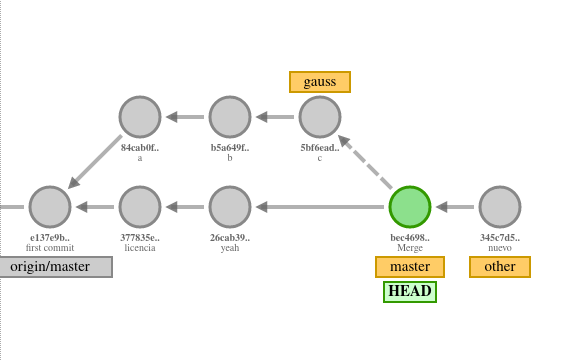 gauss
84cab0f..
a
b5a649f..
b
5bf6ead..
c
e137e9b..
first commit
377835e..
licencia
26cab39..
yeah
bec4698..
Merge
345c7d5..
nuevo
origin/master
master
other
HEAD